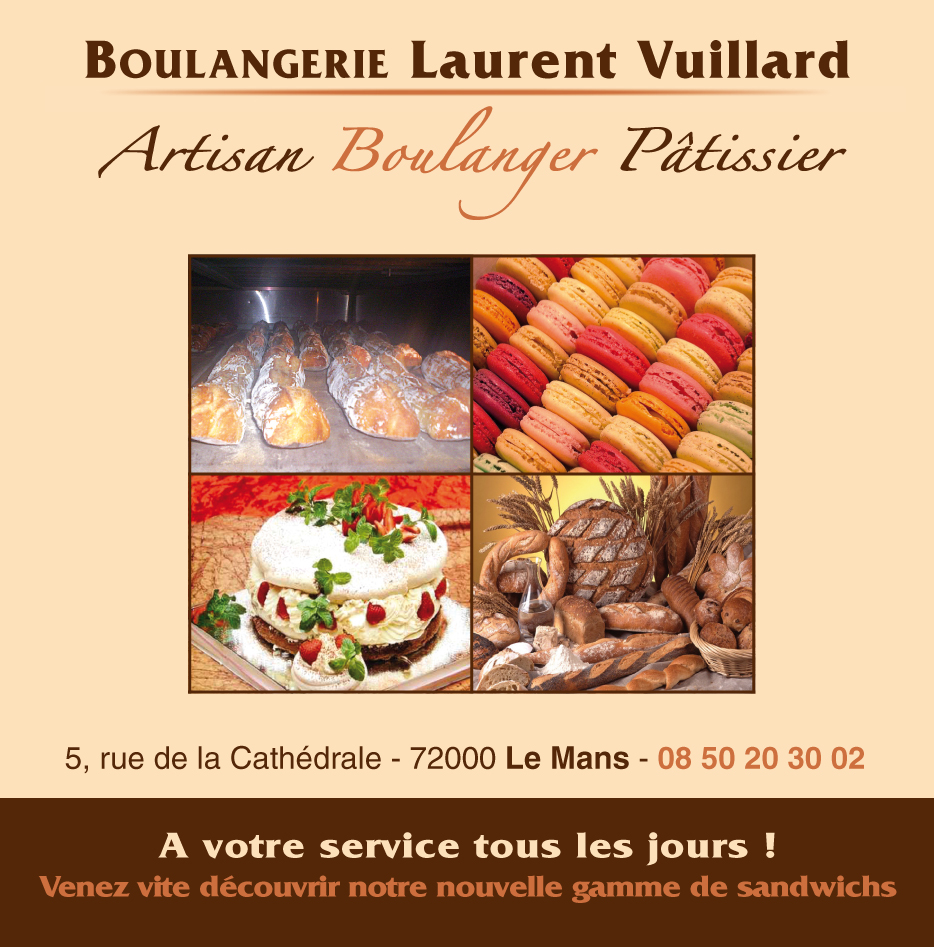 BOULANGERIE Laurent Vuillard
Artisan Boulanger Pâtissier
5, rue de la Cathédrale - 72000 Le Mans - 08 50 20 30 02
A votre service tous les jours !
Venez vite découvrir notre nouvelle gamme de sandwichs